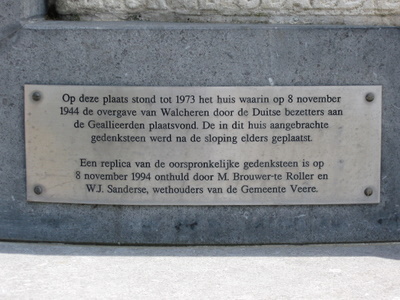 Op deze plaats stond tot 1973 het huis waarin op 8 november
1944 de overgave van Walcheren door de Duitse bezetters aan
de Geallieerden plaatsvond. De in dit huis aangebrachte
gedenksteen werd na de sloping elders geplaatst.
Een replica van de oorspronkelijke gedenksteen is op
8 november 1994 onthuld door M. Brouwer-te Roller en
W.J. Sanderse, wethouders van de Gemeente Veere.